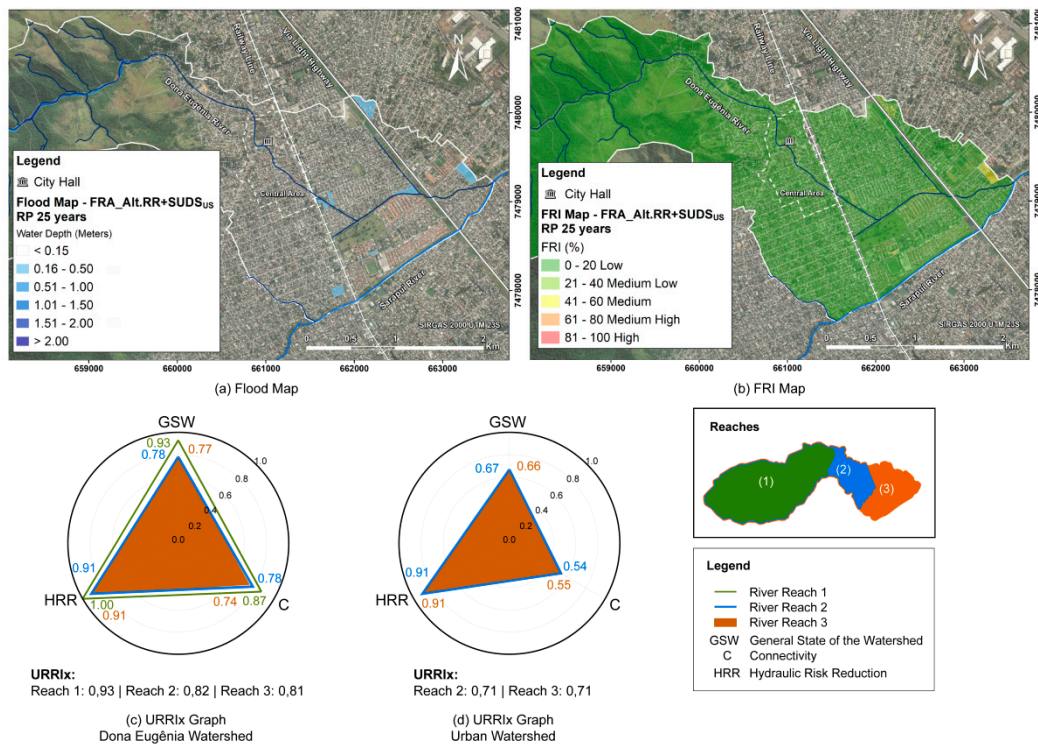 7481000
7480000
7479000
7478000
N
Railway Line
Via Light Highway
Dona Eugênia River
Central Area
Sarapuí River
SIRGAS 2000 UTM 23S
0 0.5 1 2
Km
Legend
City Hall
Flood Map - FRA_Alt.RR+SUDSUS
RP 25 years
Water Depth (Meters)
< 0.15
0.16 - 0.50
0.51 - 1.00
1.01 - 1.50
1.51 - 2.00
> 2.00
659000 660000 661000 662000 663000
(a) Flood Map
7481000
7480000
7479000
7478000
N
Railway Line
Via Light Highway
Dona Eugênia River
Central Area
Sarapuí River
SIRGAS 2000 UTM 23S
0 0.5 1 2
Km
Legend
City Hall
FRI Map - FRA_Alt.RR+SUDSUS
RP 25 years
FRI (%)
0 - 20 Low
21 - 40 Medium Low
41 - 60 Medium
61 - 80 Medium High
81 - 100 High
659000 660000 661000 662000 663000
(b) FRI Map
GSW
0.93
0.78 0.77
1.0
0.8
0.6
0.4
0.2
0.0
0.91 0.78
HRR 1.00 0.74 0.87 C
0.91
URRIx:
Reach 1: 0,93 | Reach 2: 0,82 | Reach 3: 0,81
(c) URRIx Graph
Dona Eugênia Watershed
GSW
0.67 0.66
1.0
0.8
0.6
0.4
0.2
0.0
0.91 0.54
0.55
HRR 0.91 C
URRIx:
Reach 2: 0,71 | Reach 3: 0,71
(d) URRIx Graph
Urban Watershed
Reaches
(1)
(2)
(3)
Legend
River Reach 1
River Reach 2
River Reach 3
GSW General State of the Watershed
C Connectivity
HRR Hydraulic Risk Reduction